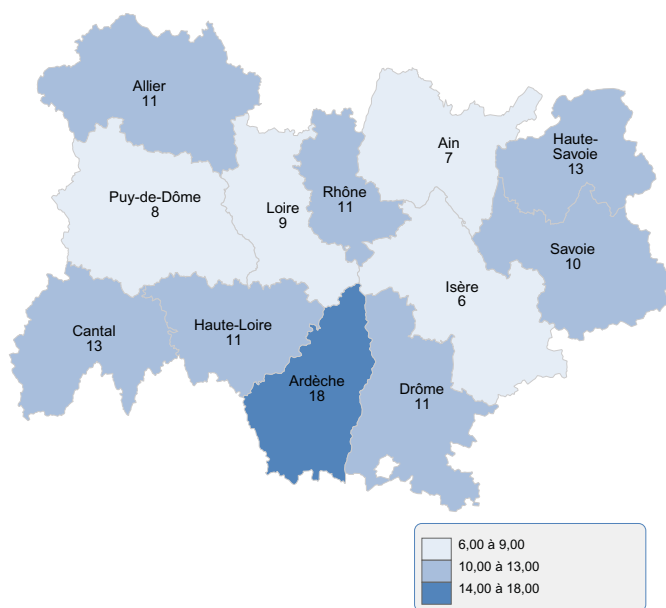 Allier
11
Ain
7
Haute-
Savoie
13
Puy-de-Dôme
8
Loire
9
Rhône
11
Savoie
10
Isère
6
Cantal
13
Haute-Loire
11
Ardèche
18
Drôme
11
6,00 à 9,00
10,00 à 13,00
14,00 à 18,00